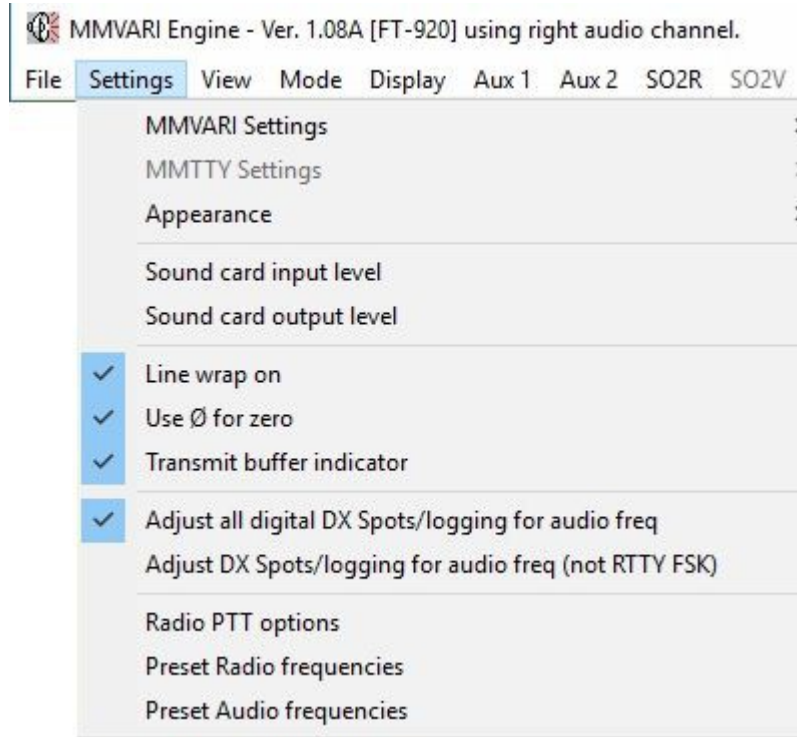 MMVARI Engine - Ver. 1.08A [FT-920] using right audio channel.
File Settings View Mode Display Aux 1 Aux 2 SO2R SO2V
MMVARI Settings
MMTTY Settings
Appearance
Sound card input level
Sound card output level
Line wrap on
Use Ø for zero
Transmit buffer indicator
Adjust all digital DX Spots/logging for audio freq
Adjust DX Spots/logging for audio freq (not RTTY FSK)
Radio PTT options
Preset Radio frequencies
Preset Audio frequencies